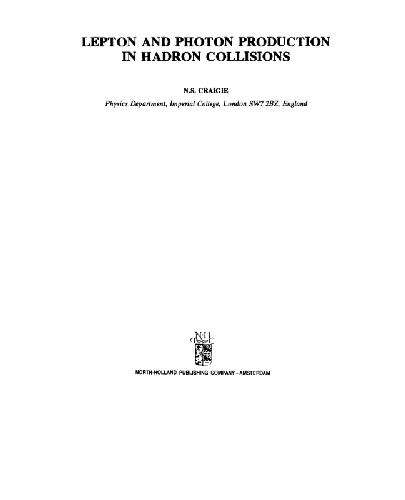 LEPTON AND PHOTON PRODUCTION
IN HADRON COLLISIONS
N.S. CRAIGIE
Physics Department, Imperial College, London SW7 2BZ, England
NORTH-HOLLAND PUBLISHING COMPANY – AMSTERDAM